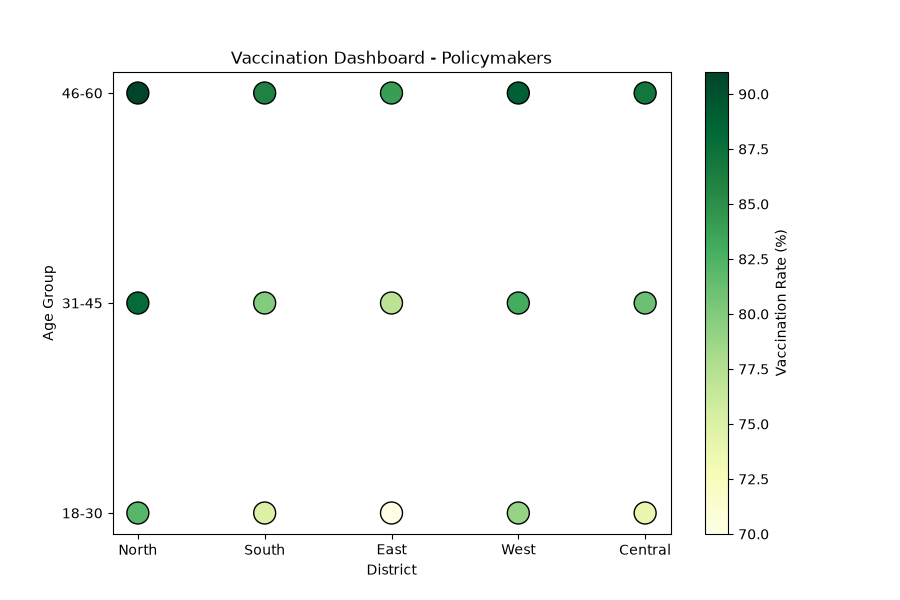 Vaccination Dashboard - Policymakers
46-60
31-45
18-30
Age Group
North South East West Central
District
90.0
87.5
85.0
82.5
80.0
77.5
75.0
72.5
70.0
Vaccination Rate (%)